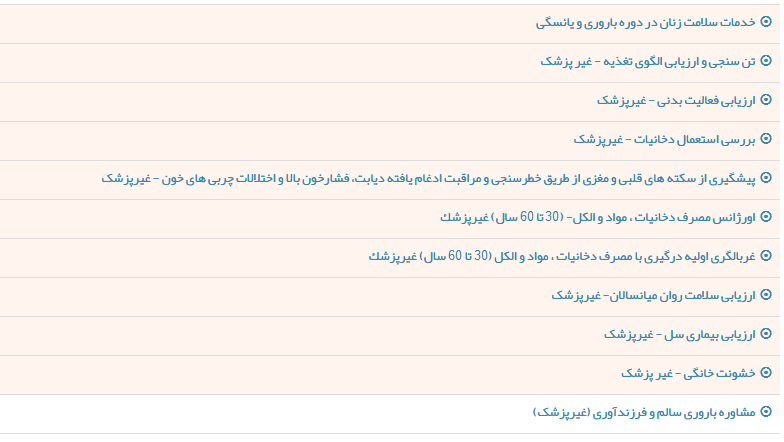 خدمات سلامت زنان در دوره باروری و یائسگی
تن سنجی و ارزیابی الگوی تغذیه - غیر پزشک
ارزیابی فعالیت بدنی - غیرپزشک
بررسی استعمال دخانیات - غیرپزشک
پیشگیری از سکته های قلبی و مغزی از طریق خطرسنجی و مراقبت ادغام یافته دیابت، فشارخون بالا و اختلالات چربی های خون - غیرپزشک
اورژانس مصرف دخانیات ، مواد و الکل- (30 تا 60 سال) غیرپزشك
غربالگری اولیه درگیری با مصرف دخانیات ، مواد و الکل (30 تا 60 سال) غیرپزشك
ارزیابی سلامت روان میانسالان- غیرپزشک
ارزیابی بیماری سل - غیرپزشک
خشونت خانگی - غیر پزشک
مشاوره باروری سالم و فرزندآوری (غیرپزشک)